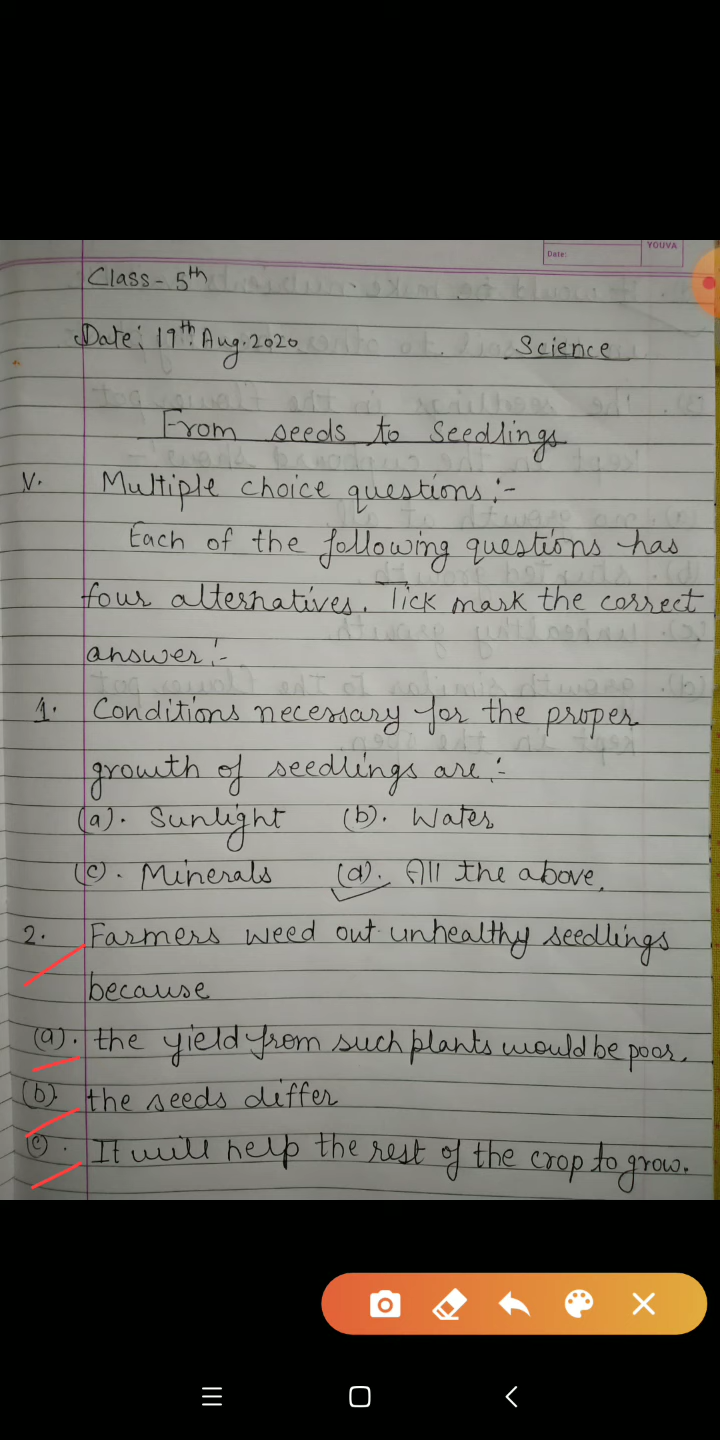 YOUVA
Date:
Class- 5th
Date: 19th Aug. 2020 Science
From seeds to Seedlings
V. Multiple choice questions:-
Each of the following questions has
four alternatives. Tick mark the correct
answer:-
1. Conditions necessary for the proper
growth of seedlings are:-
(a). Sunlight (b). Water
(c). Minerals (d). All the above.
2. Farmers weed out unhealthy seedlings
because
(a). the yield from such plants would be poor.
(b). the seeds differ
(c). It will help the rest of the crop to grow.